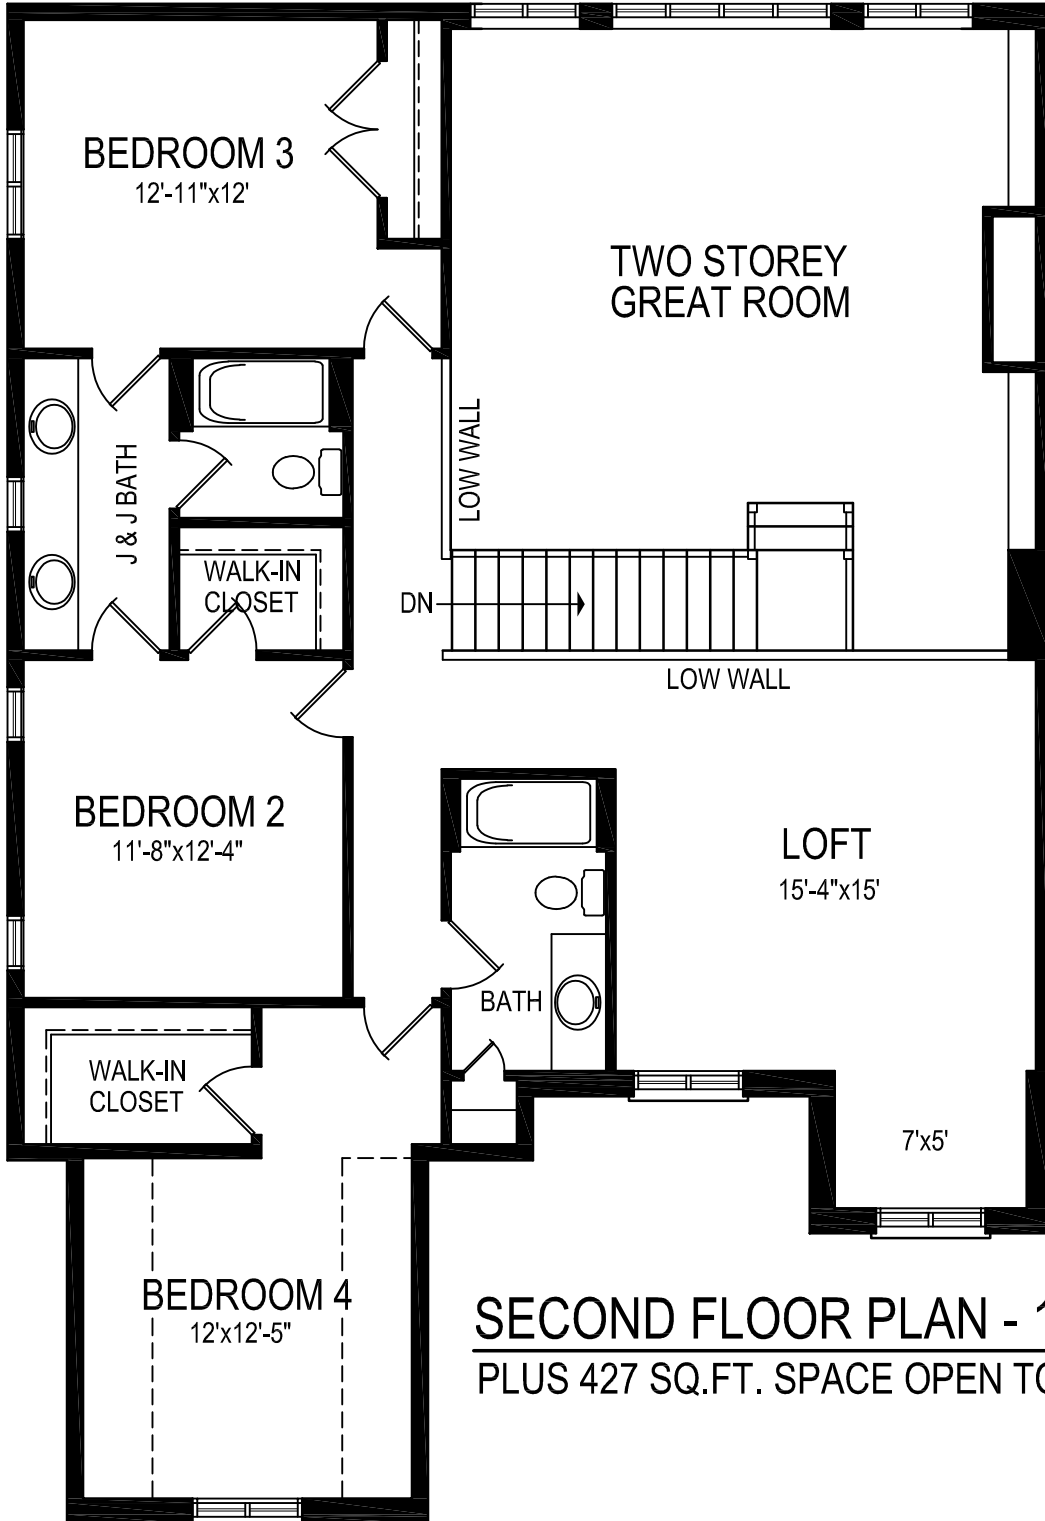 BEDROOM 3
12'-11"x12'
TWO STOREY
GREAT ROOM
LOW WALL
J & J BATH
WALK-IN
CLOSET
DN
LOW WALL
BEDROOM 2
11'-8"x12'-4"
LOFT
15'-4"x15'
BATH
WALK-IN
CLOSET
7'x5'
BEDROOM 4
12'x12'-5"
SECOND FLOOR PLAN - 1
PLUS 427 SQ.FT. SPACE OPEN TO